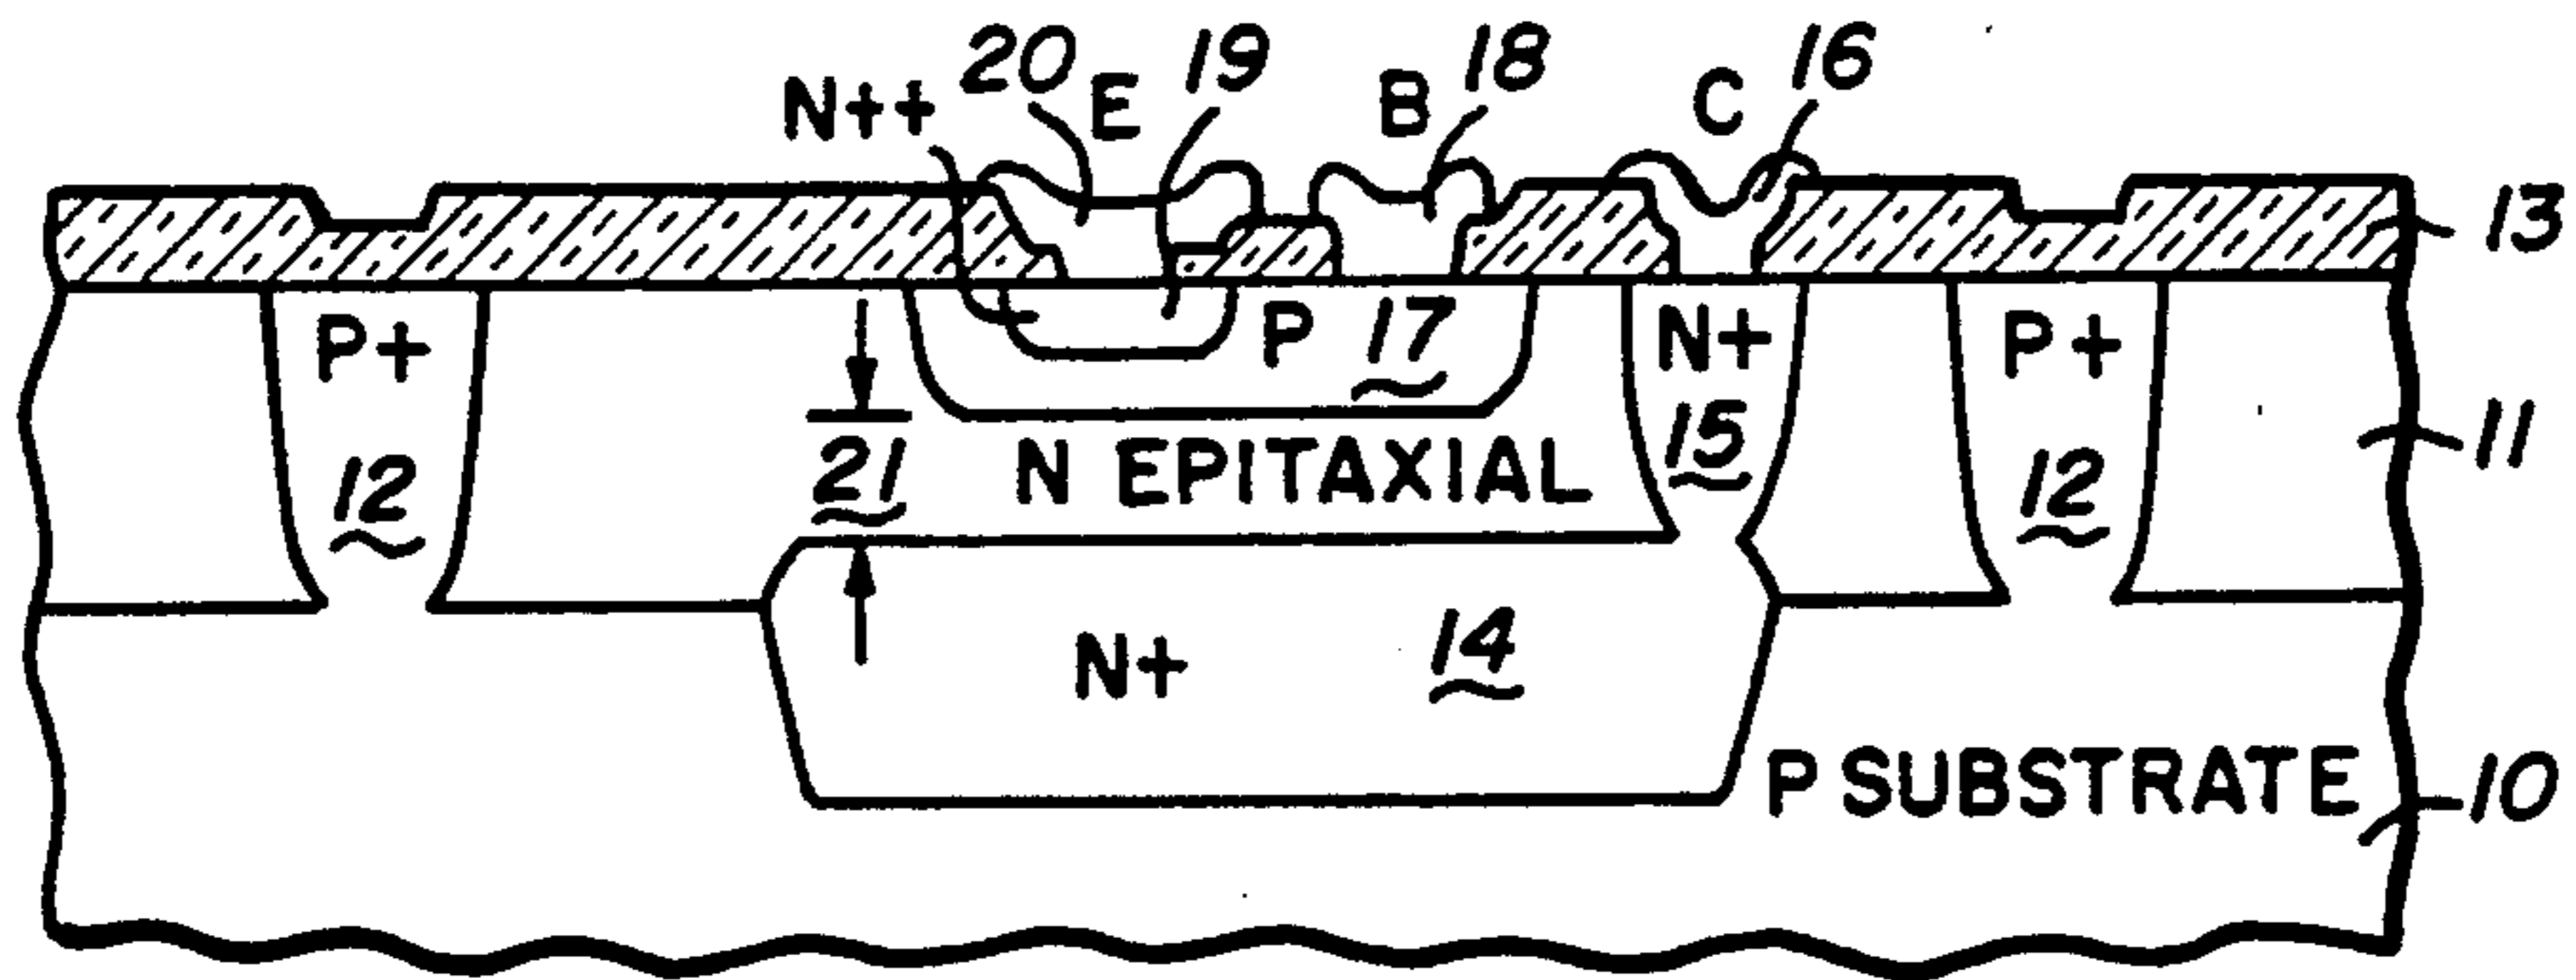 N++ 20 E 19 B 18 C 16
13
P+ P 17 N+ P+
12 21 N EPITAXIAL 15 12 11
N+ 14
P SUBSTRATE 10